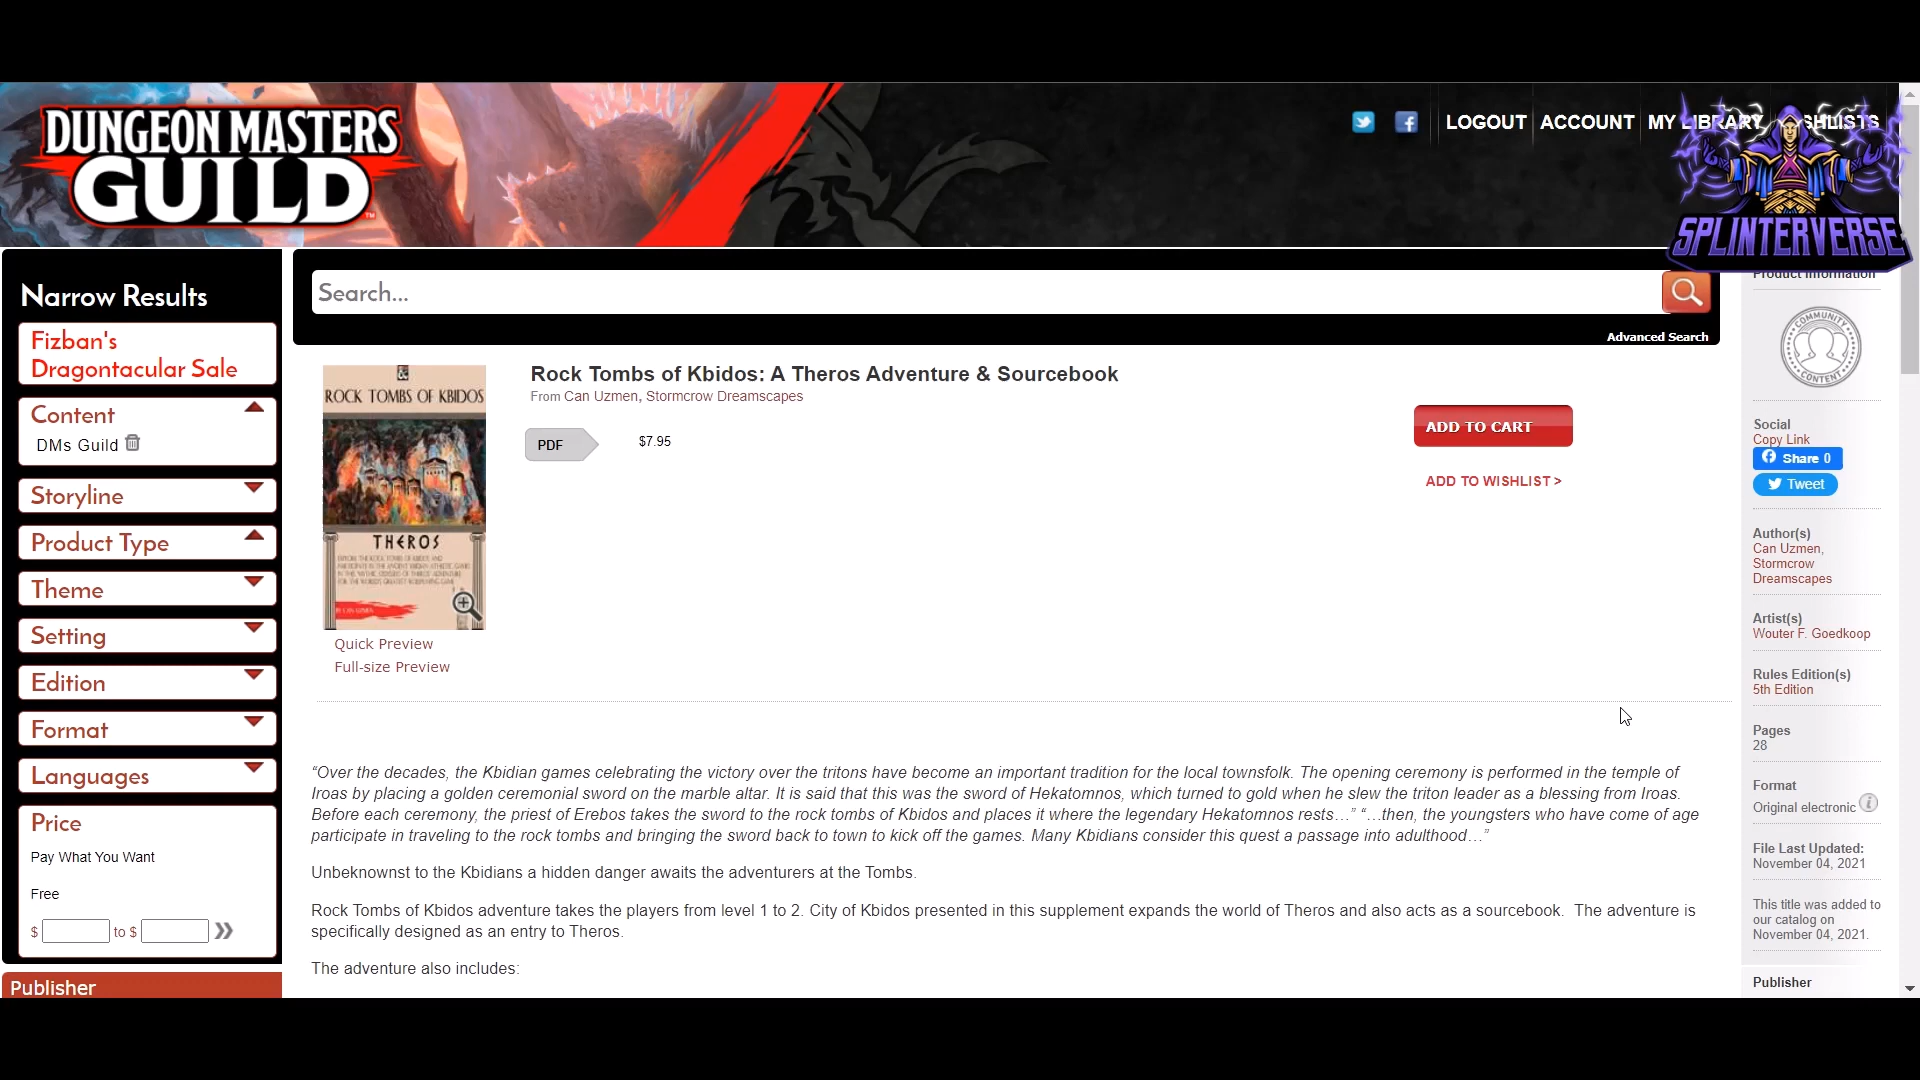 DUNGEON MASTERS
GUILD
LOGOUT ACCOUNT MY LIBRARY SHLISTS
SPLINTERVERSE
Narrow Results
Fizban's
Dragontacular Sale
Content
DMs Guild
Storyline
Product Type
Theme
Setting
Edition
Format
Languages
Price
Pay What You Want
Free
$ to $
Publisher
Search...
Advanced Search
ROCK TOMBS OF KBIDOS
THEROS
BY CAN UZMEN
Quick Preview
Full-size Preview
Rock Tombs of Kbidos: A Theros Adventure & Sourcebook
From Can Uzmen, Stormcrow Dreamscapes
PDF
$7.95
ADD TO CART
ADD TO WISHLIST >
“Over the decades, the Kbidian games celebrating the victory over the tritons have become an important tradition for the local townsfolk. The opening ceremony is performed in the temple of
Iroas by placing a golden ceremonial sword on the marble altar. It is said that this was the sword of Hekatomnos, which turned to gold when he slew the triton leader as a blessing from Iroas.
Before each ceremony, the priest of Erebos takes the sword to the rock tombs of Kbidos and places it where the legendary Hekatomnos rests…” “…then, the youngsters who have come of age
participate in traveling to the rock tombs and bringing the sword back to town to kick off the games. Many Kbidians consider this quest a passage into adulthood…”
Unbeknownst to the Kbidians a hidden danger awaits the adventurers at the Tombs.
Rock Tombs of Kbidos adventure takes the players from level 1 to 2. City of Kbidos presented in this supplement expands the world of Theros and also acts as a sourcebook. The adventure is
specifically designed as an entry to Theros.
The adventure also includes:
Product Information
COMMUNITY
CONTENT
Social
Copy Link
Share 0
Tweet
Author(s)
Can Uzmen,
Stormcrow
Dreamscapes
Artist(s)
Wouter F. Goedkoop
Rules Edition(s)
5th Edition
Pages
28
Format
Original electronic
File Last Updated:
November 04, 2021
This title was added to
our catalog on
November 04, 2021.
Publisher